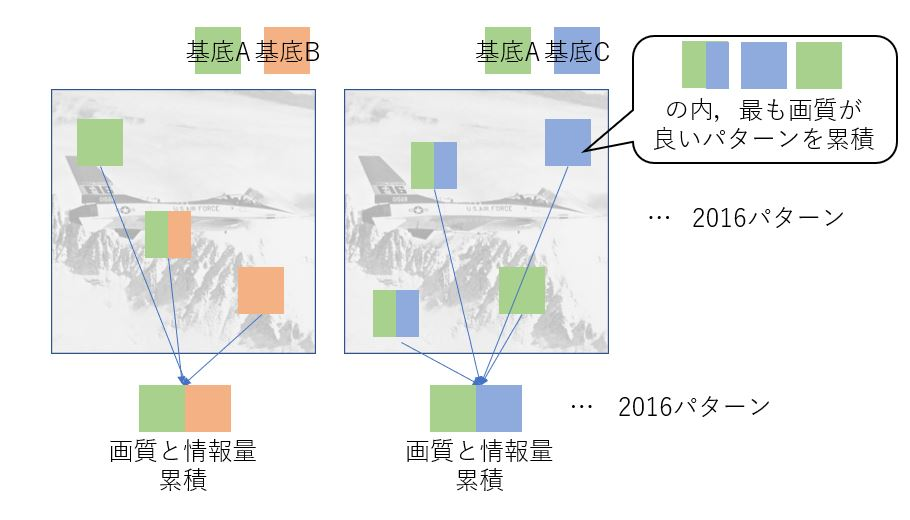 基底A 基底B
基底A 基底C
の内，最も画質が
良いパターンを累積
F16
U.S. AIR FORCE
F16
U.S. AIR FORCE
… 2016パターン
… 2016パターン
画質と情報量
累積
画質と情報量
累積